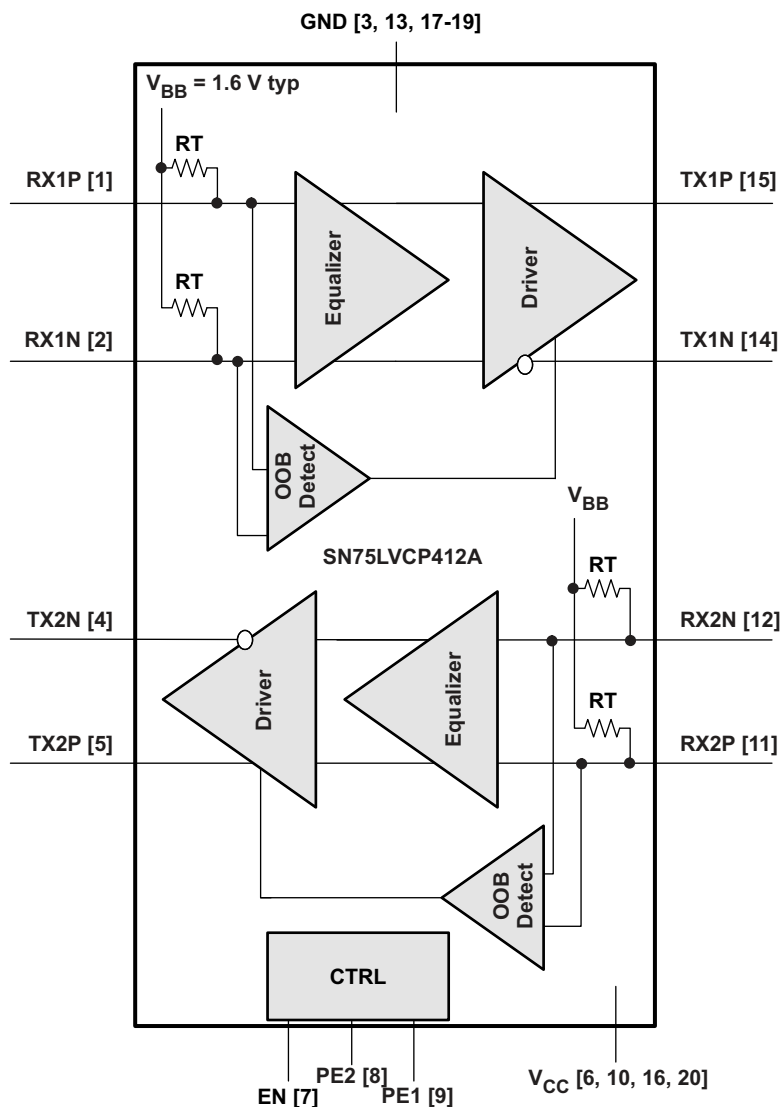 GND [3, 13, 17-19]
VBB = 1.6 V typ
RT
RX1P [1]
TX1P [15]
Equalizer
Driver
RT
RX1N [2]
TX1N [14]
OOB
Detect
VBB
SN75LVCP412A
RT
TX2N [4]
RX2N [12]
Driver
Equalizer
RT
TX2P [5]
RX2P [11]
OOB
Detect
CTRL
EN [7]
PE2 [8]
PE1 [9]
VCC [6, 10, 16, 20]